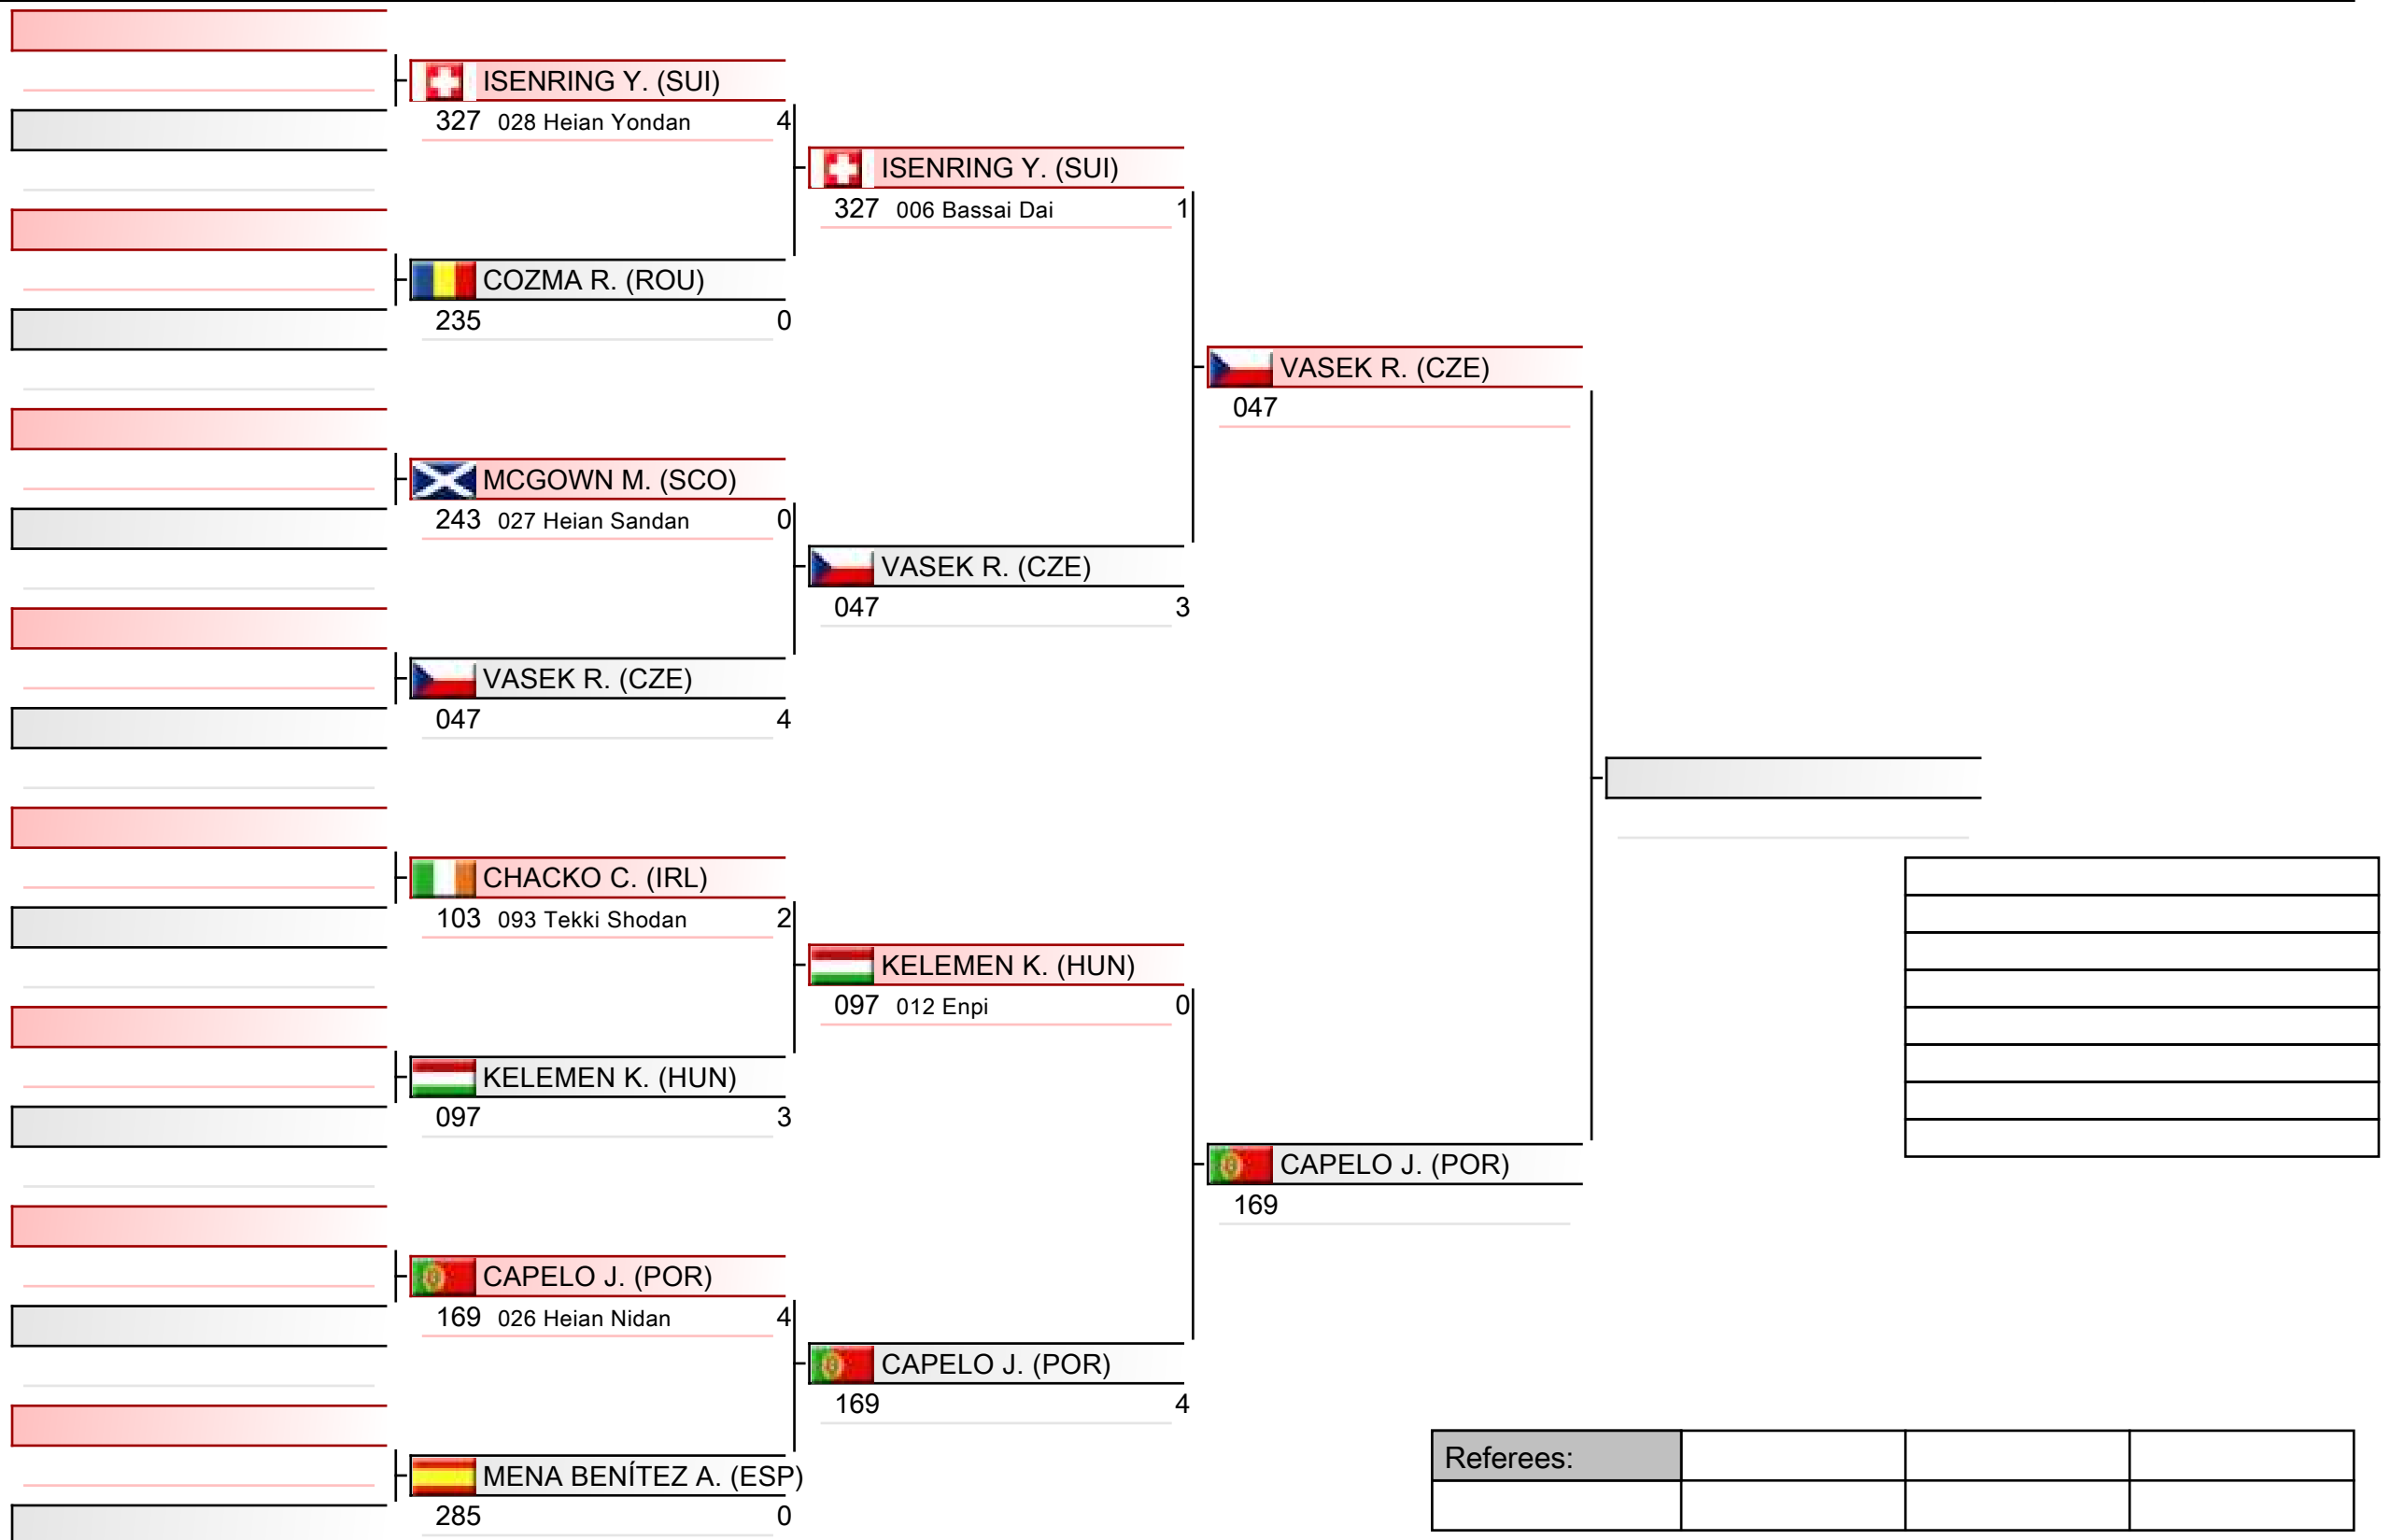 ISENRING Y. (SUI)
327 028 Heian Yondan 4
COZMA R. (ROU)
235 0
MCGOWN M. (SCO)
243 027 Heian Sandan 0
VASEK R. (CZE)
047 4
CHACKO C. (IRL)
103 093 Tekki Shodan 2
KELEMEN K. (HUN)
097 3
CAPELO J. (POR)
169 026 Heian Nidan 4
MENA BENÍTEZ A. (ESP)
285 0
ISENRING Y. (SUI)
327 006 Bassai Dai 1
VASEK R. (CZE)
047 3
KELEMEN K. (HUN)
097 012 Enpi 0
CAPELO J. (POR)
169 4
VASEK R. (CZE)
047
CAPELO J. (POR)
169
Referees: